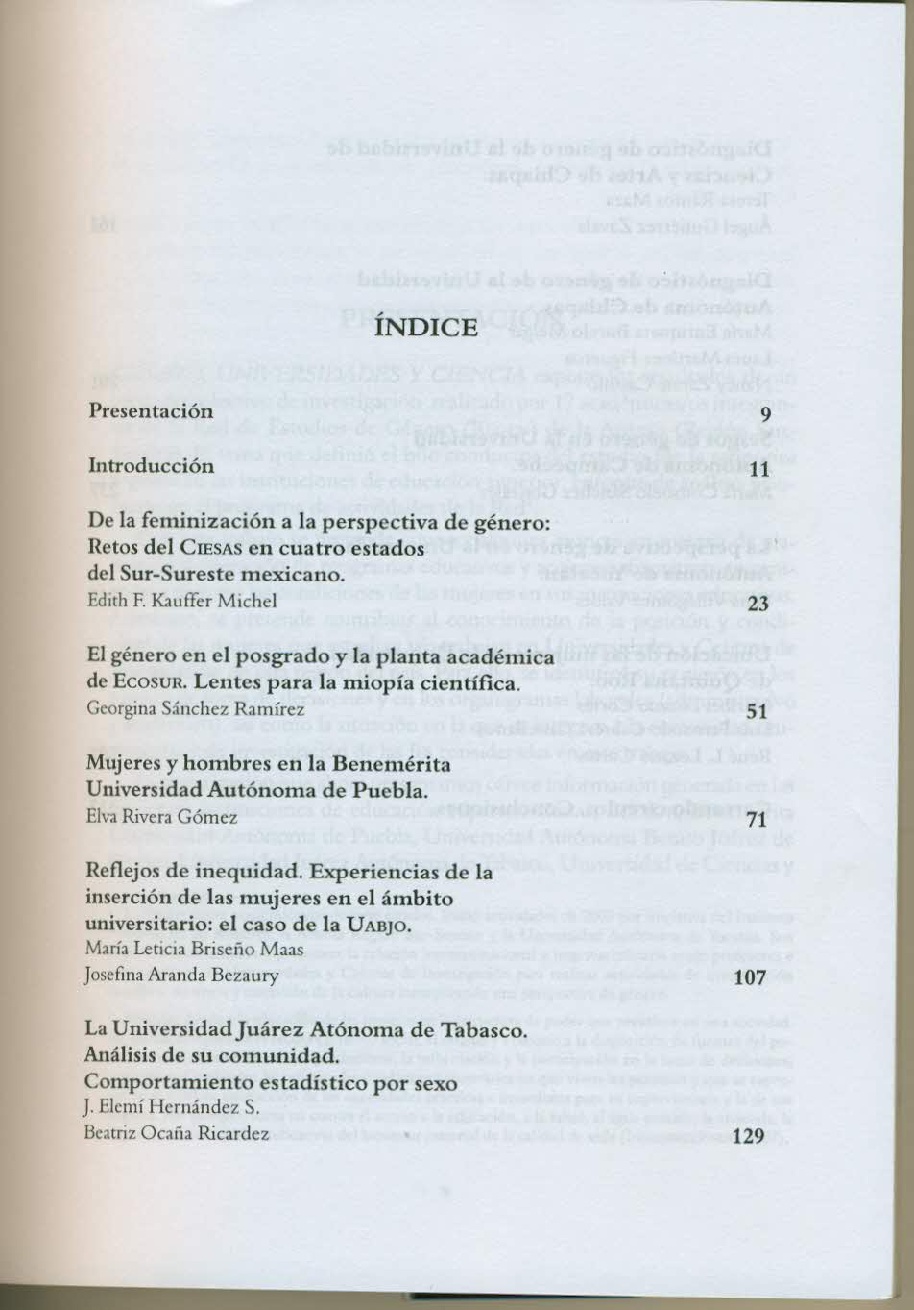 ÍNDICE
Presentación 9
Introducción 11
De la feminización a la perspectiva de género:
Retos del CIESAS en cuatro estados
del Sur-Sureste mexicano.
Edith F. Kauffer Michel 23
El género en el posgrado y la planta académica
de ECOSUR. Lentes para la miopía científica.
Georgina Sánchez Ramírez 51
Mujeres y hombres en la Benemérita
Universidad Autónoma de Puebla.
Elva Rivera Gómez 71
Reflejos de inequidad. Experiencias de la
inserción de las mujeres en el ámbito
universitario: el caso de la UABJO.
María Leticia Briseño Maas
Josefina Aranda Bezaury 107
La Universidad Juárez Atónoma de Tabasco.
Análisis de su comunidad.
Comportamiento estadístico por sexo
J. Elemí Hernández S.
Beatriz Ocaña Ricardez 129